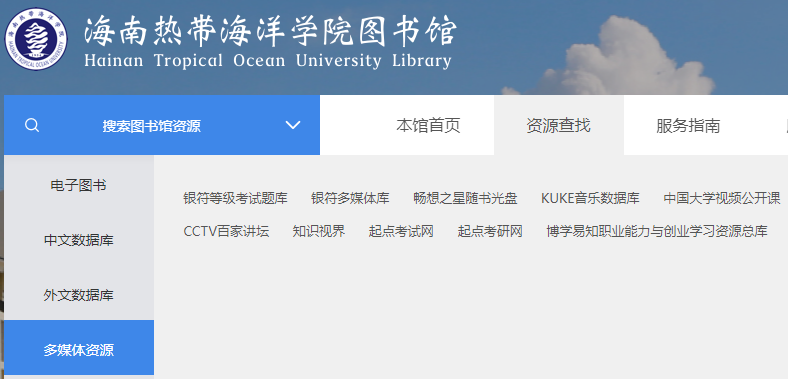 海南热带海洋学院图书馆
Hainan Tropical Ocean University Library
搜索图书馆资源 本馆首页 资源查找 服务指南
电子图书
中文数据库
外文数据库
多媒体资源
银符等级考试题库 银符多媒体库 畅想之星随书光盘 KUKE音乐数据库 中国大学视频公开课
CCTV百家讲坛 知识视界 起点考试网 起点考研网 博学易知职业能力与创业学习资源总库